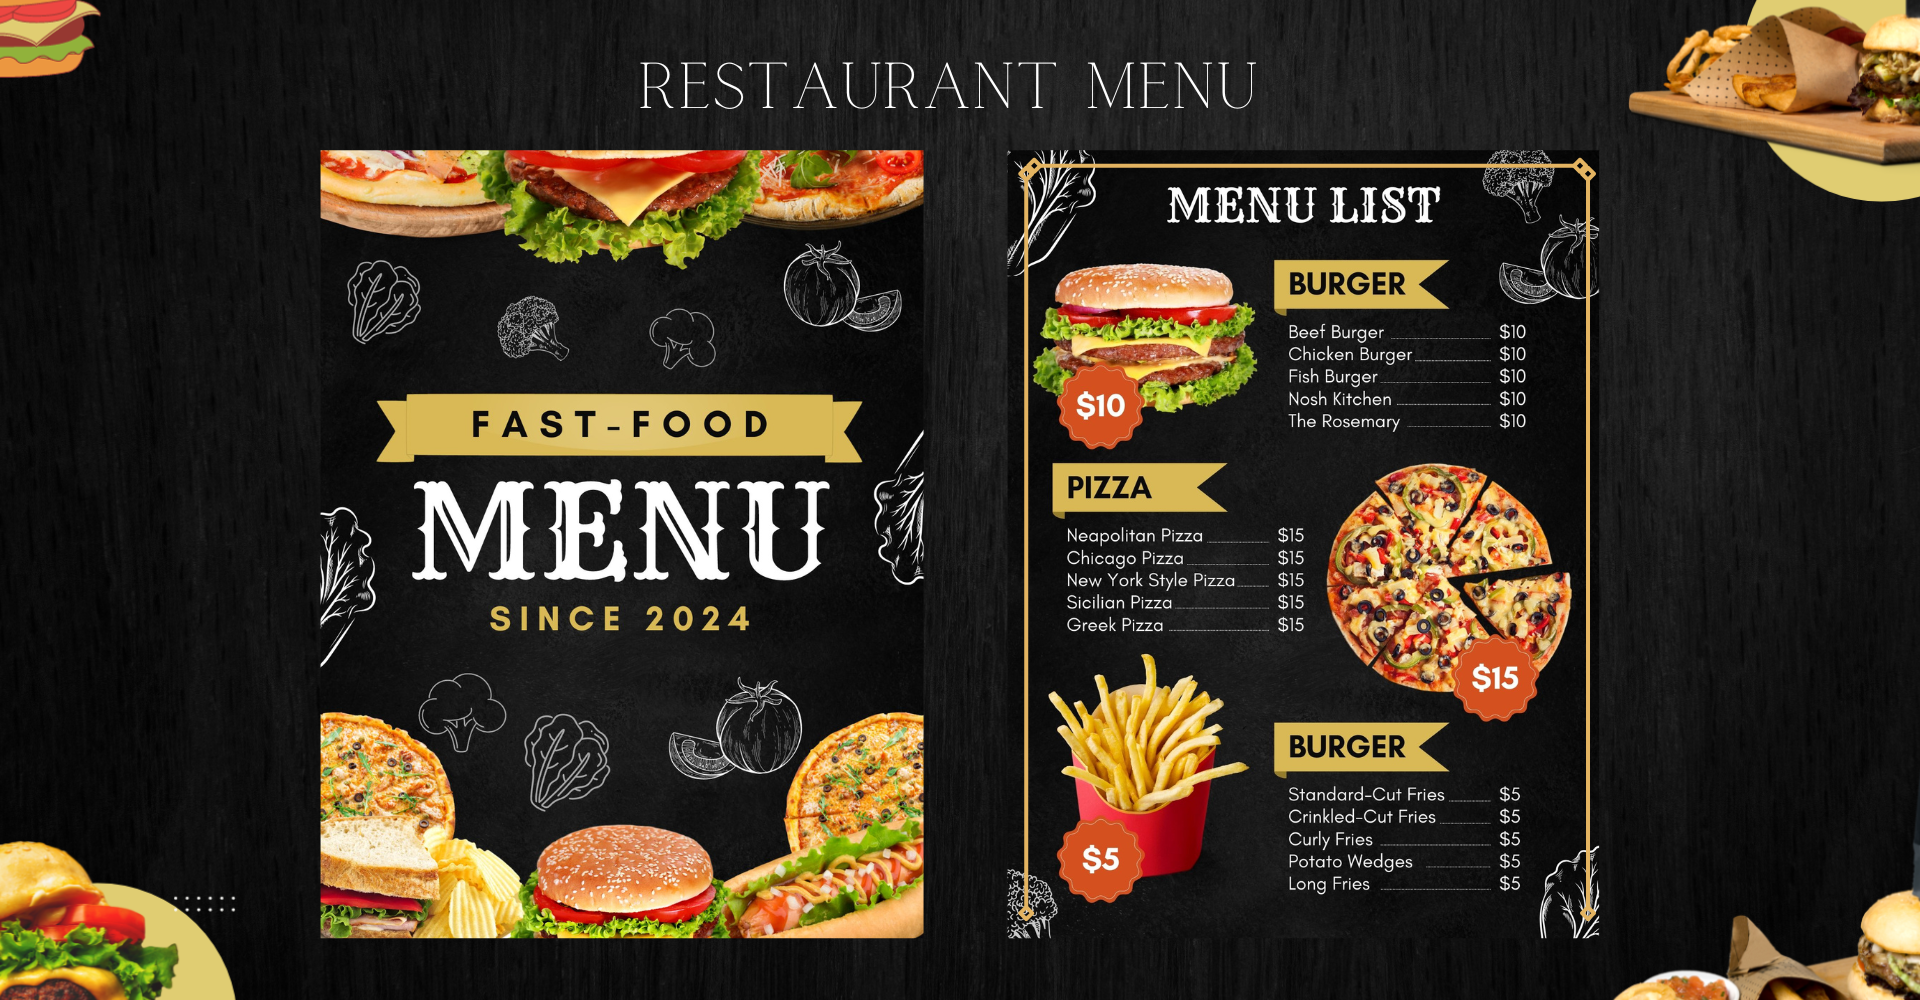 RESTAURANT MENU
FAST-FOOD
MENU
SINCE 2024
MENU LIST
BURGER
Beef Burger $10
Chicken Burger $10
Fish Burger $10
Nosh Kitchen $10
The Rosemary $10
$10
PIZZA
Neapolitan Pizza $15
Chicago Pizza $15
New York Style Pizza $15
Sicilian Pizza $15
Greek Pizza $15
$15
BURGER
Standard-Cut Fries $5
Crinkled-Cut Fries $5
Curly Fries $5
Potato Wedges $5
Long Fries $5
$5